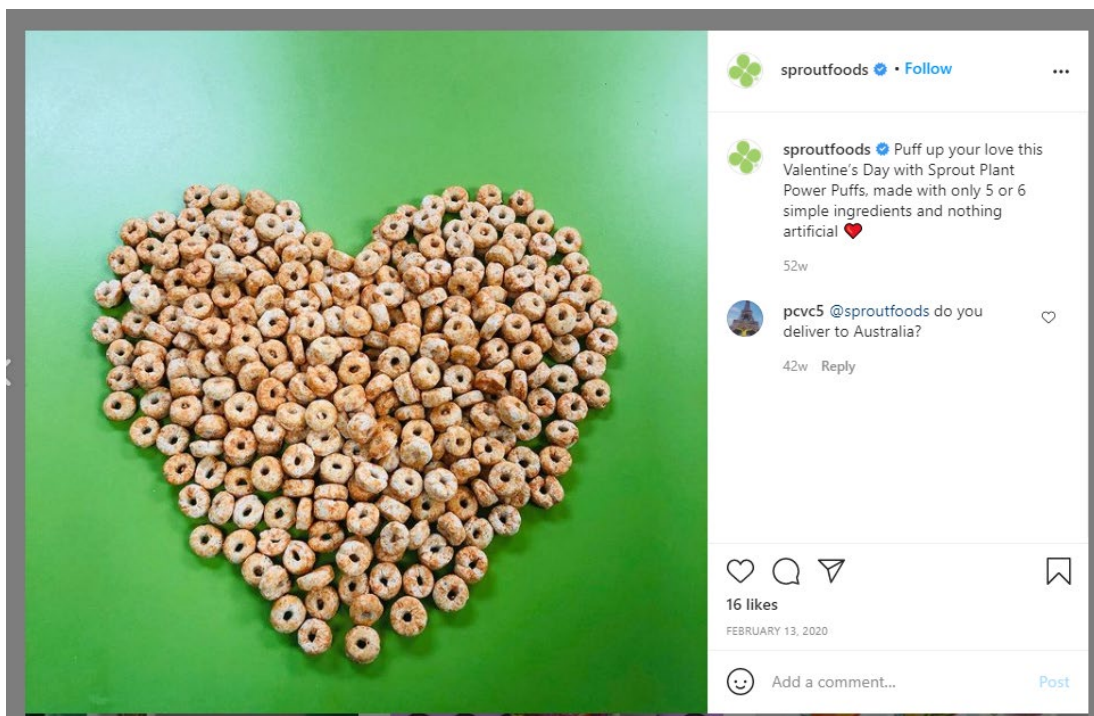 sproutfoods • Follow
sproutfoods Puff up your love this
Valentine's Day with Sprout Plant
Power Puffs, made with only 5 or 6
simple ingredients and nothing
artificial ❤️
52w
pcvc5 @sproutfoods do you
deliver to Australia?
42w Reply
16 likes
FEBRUARY 13, 2020
Add a comment... Post